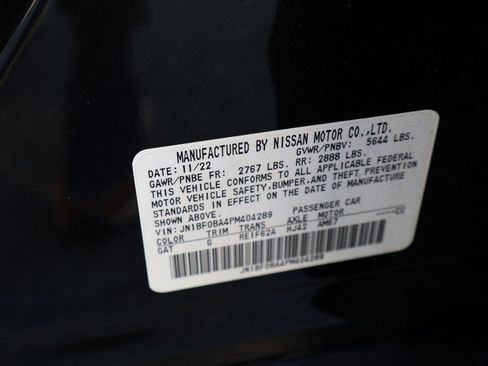 MANUFACTURED BY NISSAN MOTOR CO.,LTD.
DATE: 11/22 GVWR/PNBV: 5644 LBS.
GAWR/PNBE FR: 2767 LBS. RR: 2888 LBS.
THIS VEHICLE CONFORMS TO ALL APPLICABLE FEDERAL
MOTOR VEHICLE SAFETY,BUMPER,AND THEFT PREVENTION
STANDARDS IN EFFECT ON THE DATE OF MANUFACTURE
SHOWN ABOVE.
VIN: JN1BF0BA4PM404289 PASSENGER CAR
COLOR TRIM TRANS AXLE MOTOR CC
GAT G RE1F62A HJ42 AM67
JN1BF0BA4PM404289